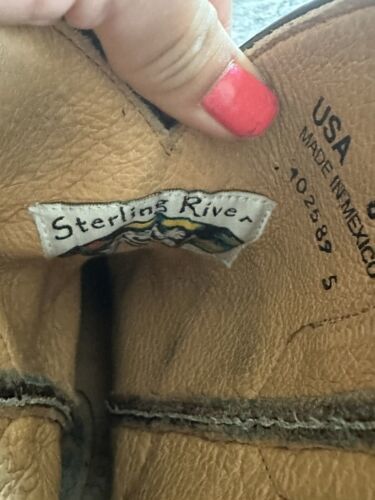 Sterling River
USA
MADE IN MEXICO
102589 5